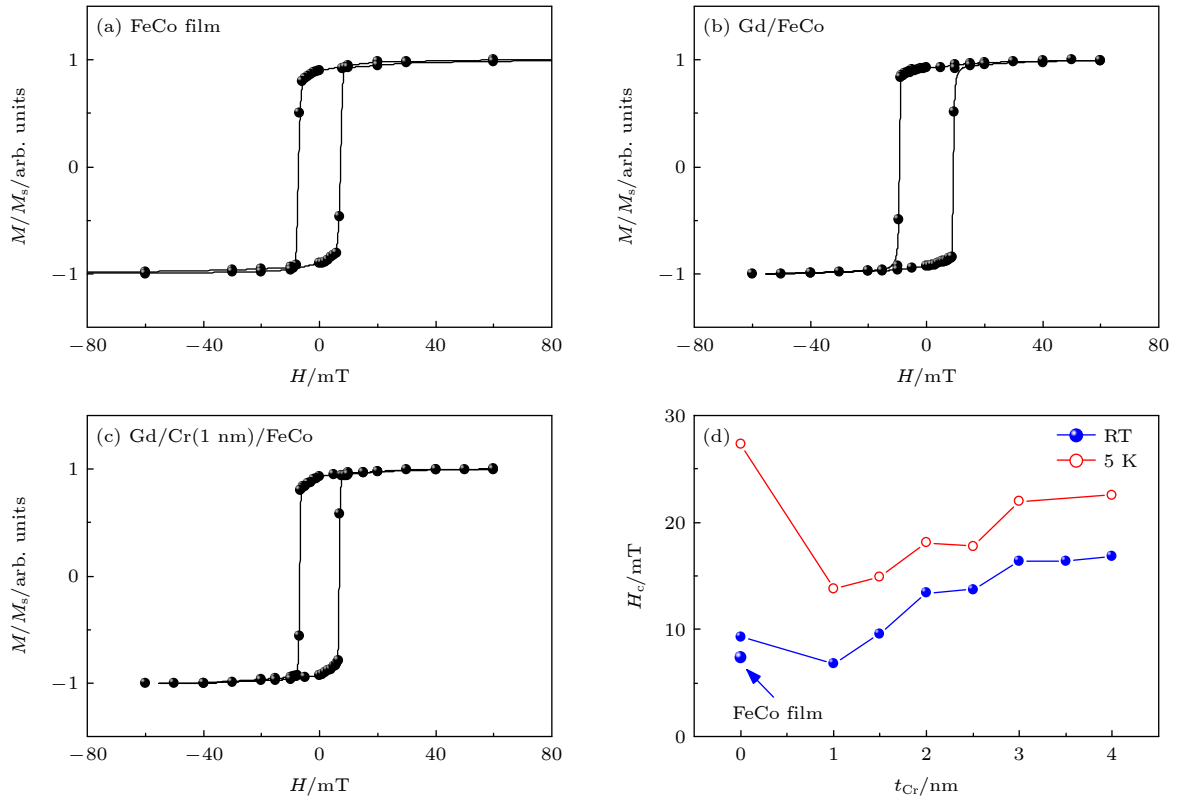 (a) FeCo film
1
0
−1
M/Ms/arb. units
−80
−40
0
40
80
H/mT
(b) Gd/FeCo
1
0
−1
M/Ms/arb. units
−80
−40
0
40
80
H/mT
(c) Gd/Cr(1 nm)/FeCo
1
0
−1
M/Ms/arb. units
−80
−40
0
40
80
H/mT
(d)
RT
5 K
30
20
10
0
Hc/mT
FeCo film
0
1
2
3
4
tCr/nm